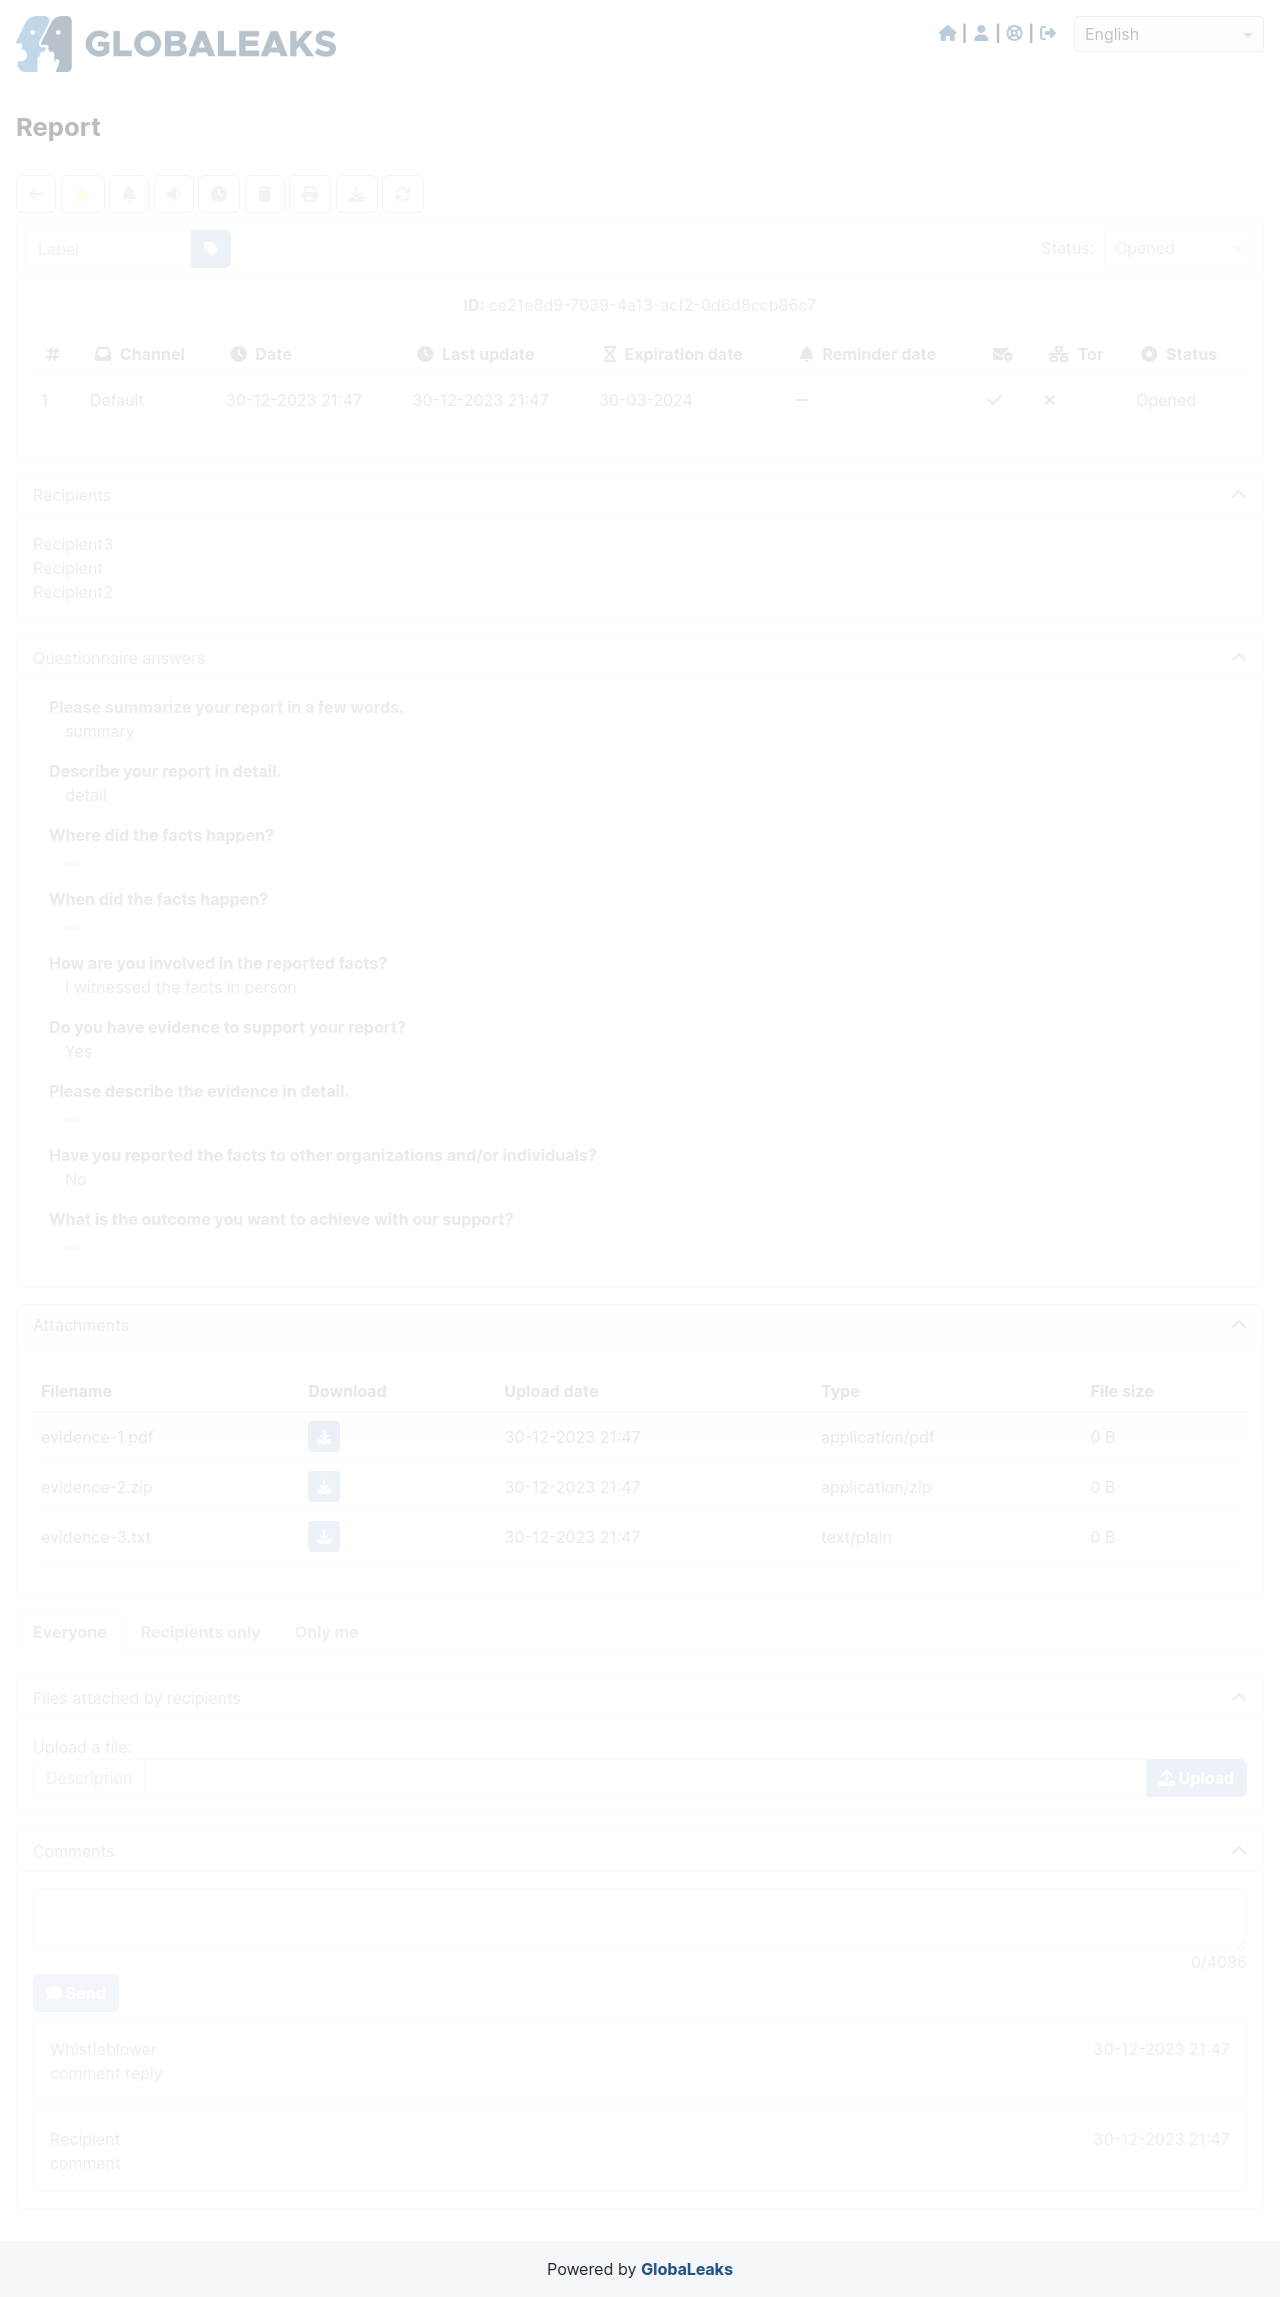 GLOBALEAKS
English
Report
Label
Status: Opened
ID: ce21e8d9-7039-4a13-acf2-0d6d8ccb86c7
# Channel Date Last update Expiration date Reminder date Tor Status
1 Default 30-12-2023 21:47 30-12-2023 21:47 30-03-2024 Opened
Recipients
Recipient3
Recipient
Recipient2
Questionnaire answers
Please summarize your report in a few words.
summary
Describe your report in detail.
detail
Where did the facts happen?
...
When did the facts happen?
...
How are you involved in the reported facts?
I witnessed the facts in person
Do you have evidence to support your report?
Yes
Please describe the evidence in detail.
...
Have you reported the facts to other organizations and/or individuals?
No
What is the outcome you want to achieve with our support?
...
Attachments
Filename Download Upload date Type File size
evidence-1.pdf 30-12-2023 21:47 application/pdf 0 B
evidence-2.zip 30-12-2023 21:47 application/zip 0 B
evidence-3.txt 30-12-2023 21:47 text/plain 0 B
Everyone Recipients only Only me
Files attached by recipients
Upload a file:
Description Upload
Comments
0/4096
Send
Whistleblower 30-12-2023 21:47
comment reply
Recipient 30-12-2023 21:47
comment
Powered by GlobaLeaks